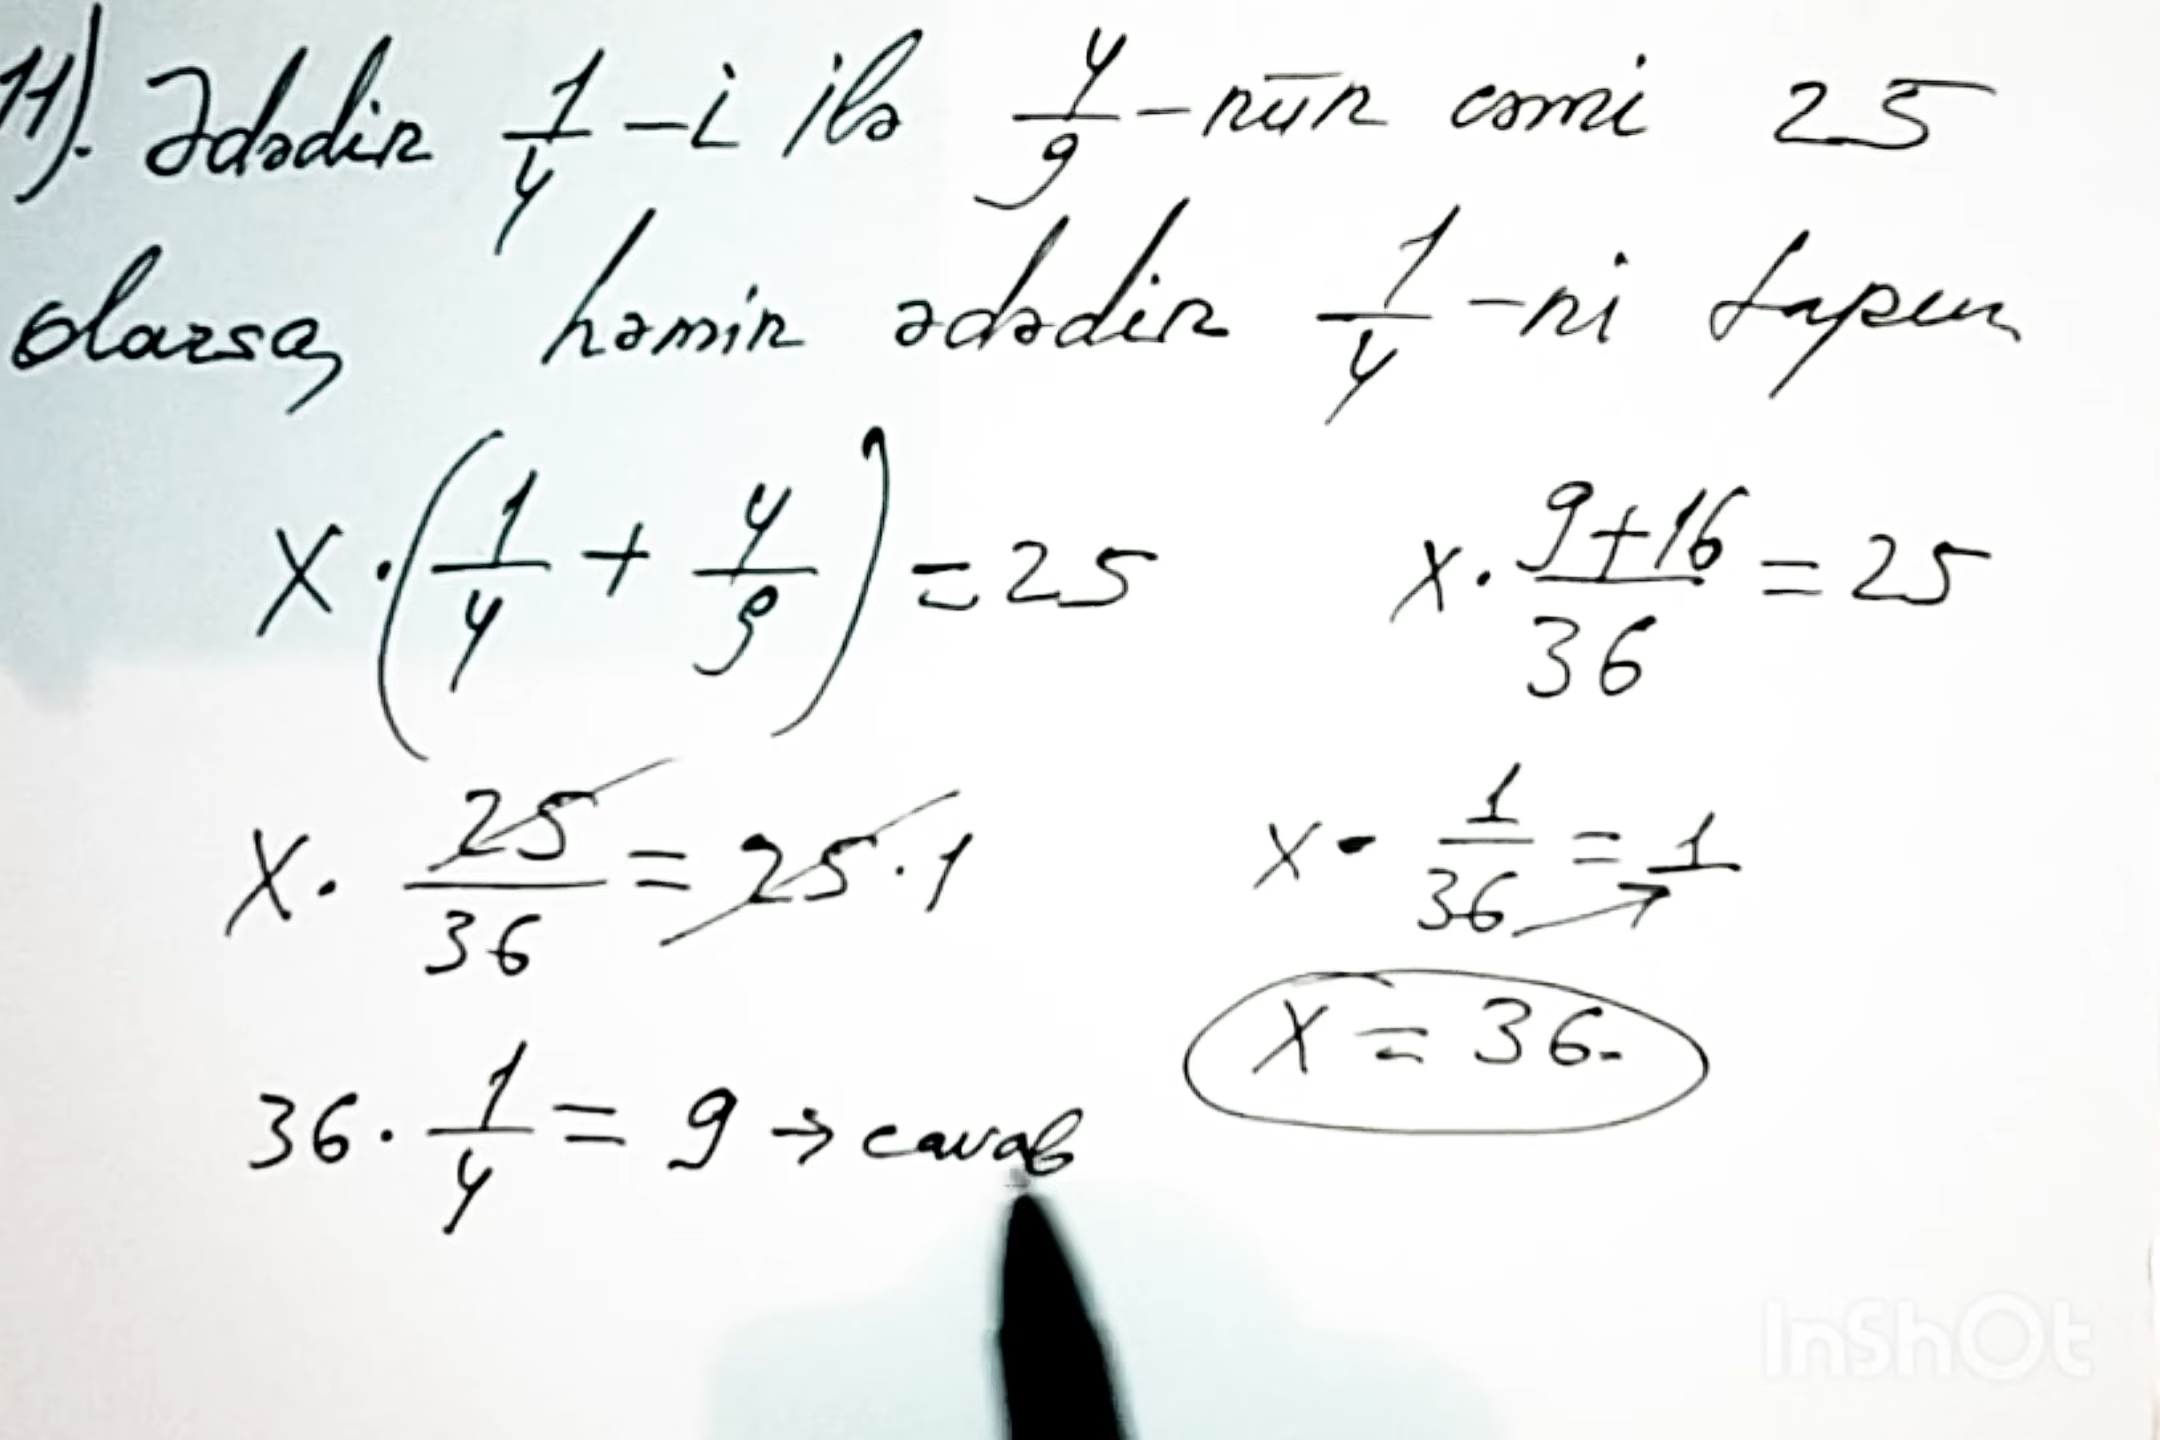 11). Ədədin 1/4 -i ilə 4/9 -nün cəmi 25
olarsa, həmin ədədin 1/4 -ni tapın
x · (1/4 + 4/9) = 25 x · (9+16)/36 = 25
x · 25/36 = 25 · 1 x · 1/36 = 1
x = 36.
36 · 1/4 = 9 → cavab
InShOt